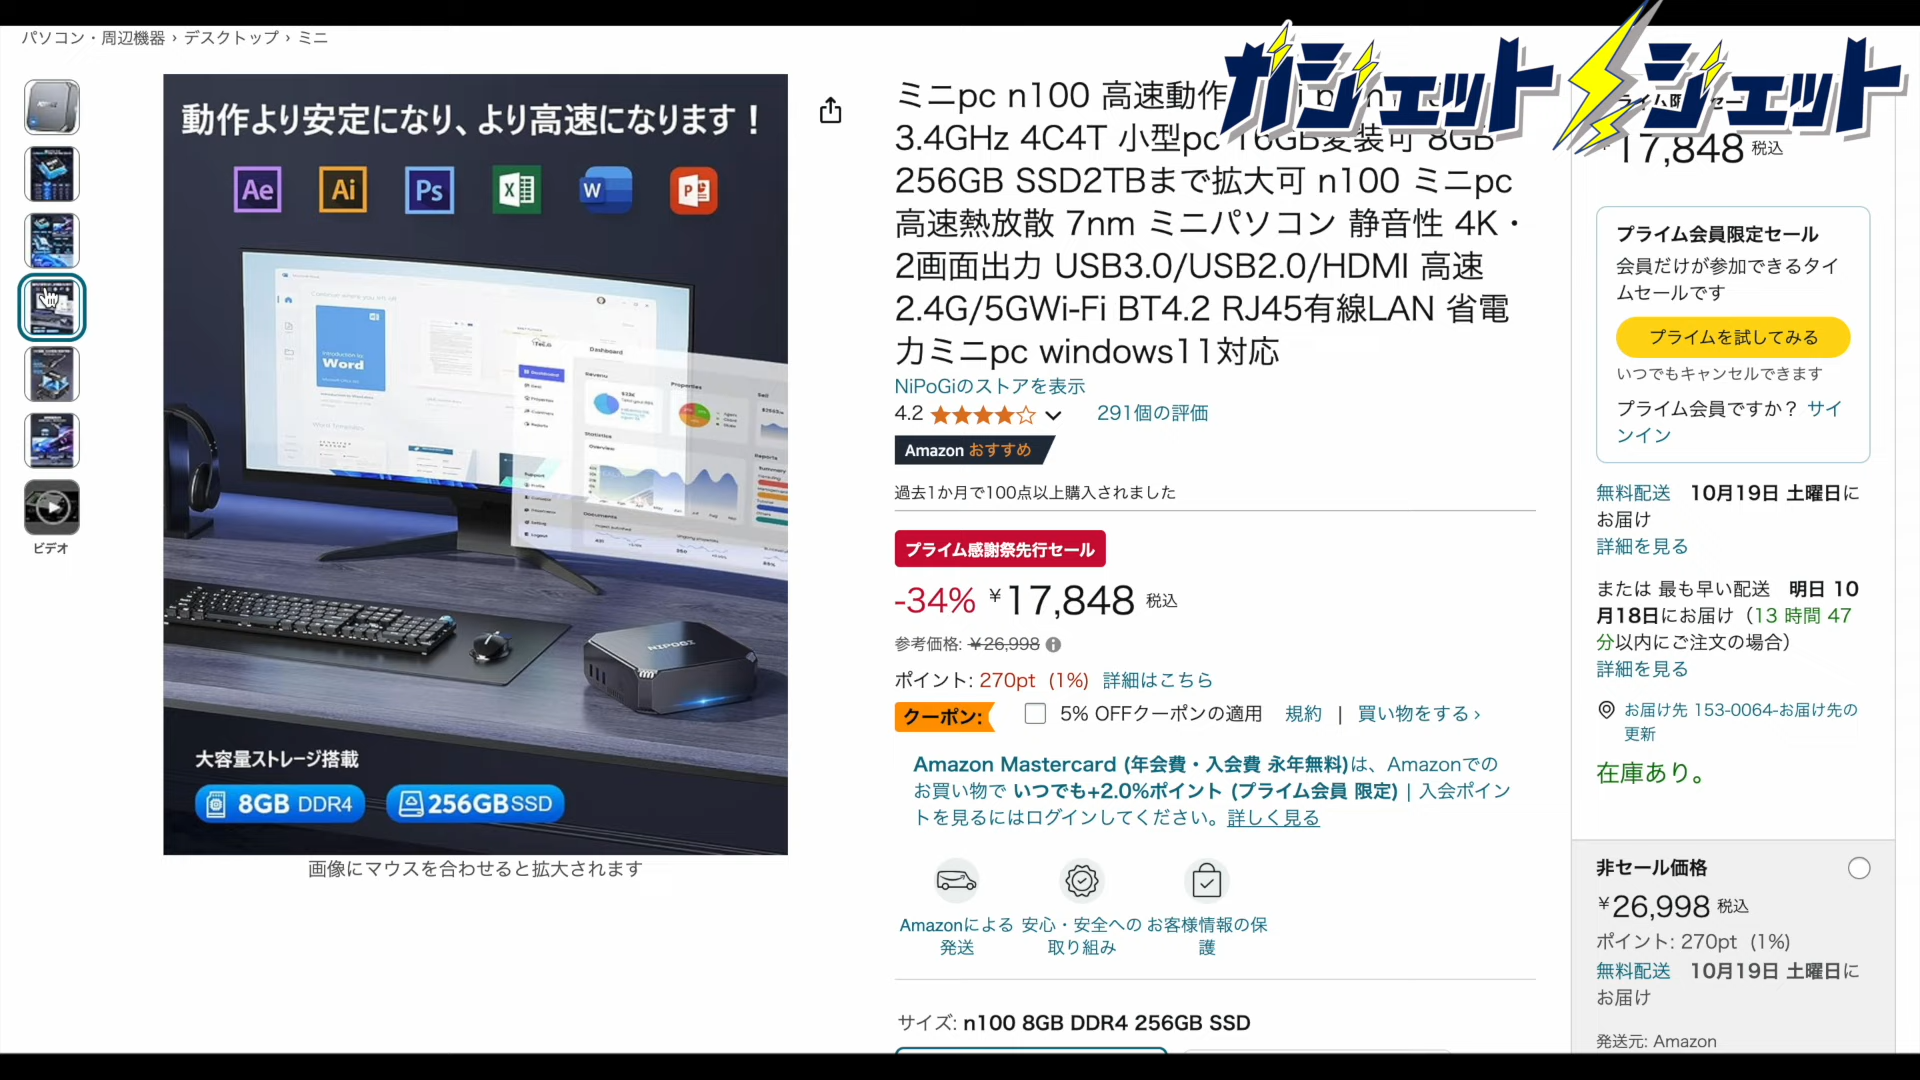 パソコン・周辺機器 › デスクトップ › ミニ
ガジェットジェット
動作より安定になり、より高速になります！
Ae Ai Ps X W P
Word
NIPOGI
大容量ストレージ搭載
8GB DDR4
256GB SSD
画像にマウスを合わせると拡大されます
ビデオ
ミニpc n100 高速動作
3.4GHz 4C4T 小型pc 16GB変装可 8GB
256GB SSD2TBまで拡大可 n100 ミニpc
高速熱放散 7nm ミニパソコン 静音性 4K・
2画面出力 USB3.0/USB2.0/HDMI 高速
2.4G/5GWi-Fi BT4.2 RJ45有線LAN 省電
力ミニpc windows11対応
NiPoGiのストアを表示
4.2 291個の評価
Amazon おすすめ
過去1か月で100点以上購入されました
プライム感謝祭先行セール
-34% ¥17,848 税込
参考価格: ¥26,998
ポイント: 270pt (1%) 詳細はこちら
クーポン: 5% OFFクーポンの適用 規約 | 買い物をする ›
Amazon Mastercard (年会費・入会費 永年無料)は、Amazonでの
お買い物で いつでも+2.0%ポイント (プライム会員 限定) | 入会ポイン
トを見るにはログインしてください。詳しく見る
Amazonによる
発送
安心・安全への
取り組み
お客様情報の保
護
サイズ: n100 8GB DDR4 256GB SSD
¥17,848 税込
プライム会員限定セール
会員だけが参加できるタイ
ムセールです
プライムを試してみる
いつでもキャンセルできます
プライム会員ですか？ サイ
ンイン
無料配送 10月19日 土曜日に
お届け
詳細を見る
または 最も早い配送 明日 10
月18日にお届け（13 時間 47
分以内にご注文の場合）
詳細を見る
お届け先 153-0064-お届け先の
更新
在庫あり。
非セール価格
¥26,998 税込
ポイント: 270pt (1%)
無料配送 10月19日 土曜日に
お届け
発送元: Amazon